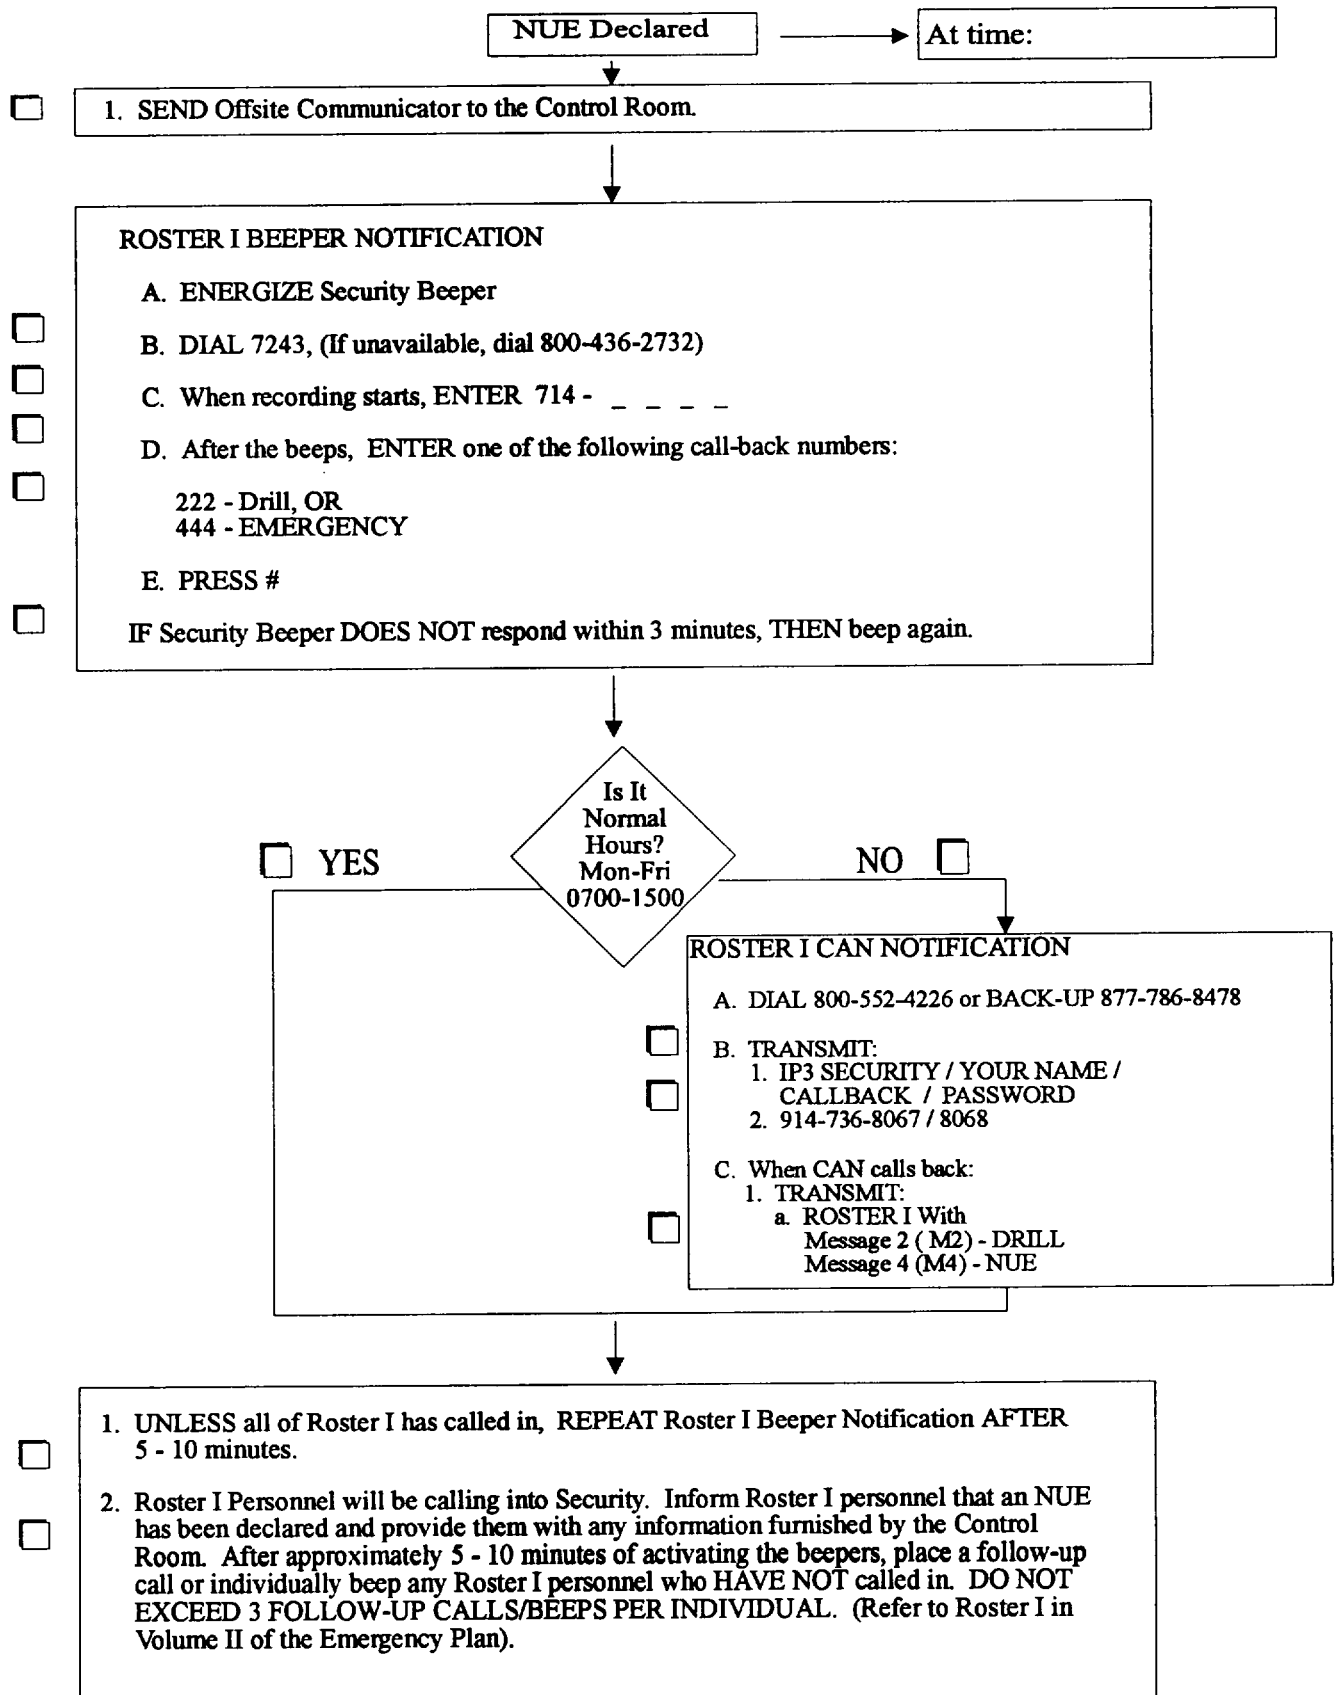 NUE Declared
At time:
1. SEND Offsite Communicator to the Control Room.
ROSTER I BEEPER NOTIFICATION
A. ENERGIZE Security Beeper
B. DIAL 7243, (If unavailable, dial 800-436-2732)
C. When recording starts, ENTER 714 - _ _ _ _
D. After the beeps, ENTER one of the following call-back numbers:
222 - Drill, OR
444 - EMERGENCY
E. PRESS #
IF Security Beeper DOES NOT respond within 3 minutes, THEN beep again.
Is It
Normal
Hours?
Mon-Fri
0700-1500
YES
NO
ROSTER I CAN NOTIFICATION
A. DIAL 800-552-4226 or BACK-UP 877-786-8478
B. TRANSMIT:
1. IP3 SECURITY / YOUR NAME /
CALLBACK / PASSWORD
2. 914-736-8067 / 8068
C. When CAN calls back:
1. TRANSMIT:
a. ROSTER I With
Message 2 ( M2) - DRILL
Message 4 (M4) - NUE
1. UNLESS all of Roster I has called in, REPEAT Roster I Beeper Notification AFTER
5 - 10 minutes.
2. Roster I Personnel will be calling into Security. Inform Roster I personnel that an NUE
has been declared and provide them with any information furnished by the Control
Room. After approximately 5 - 10 minutes of activating the beepers, place a follow-up
call or individually beep any Roster I personnel who HAVE NOT called in. DO NOT
EXCEED 3 FOLLOW-UP CALLS/BEEPS PER INDIVIDUAL. (Refer to Roster I in
Volume II of the Emergency Plan).